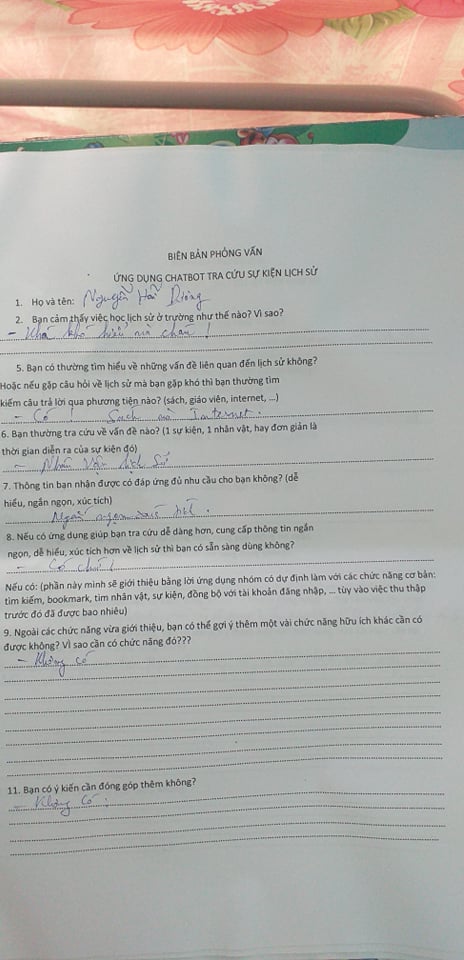 BIÊN BẢN PHỎNG VẤN
ỨNG DỤNG CHATBOT TRA CỨU SỰ KIỆN LỊCH SỬ
1. Họ và tên: Nguyễn Hải Dương
2. Bạn cảm thấy việc học lịch sử ở trường như thế nào? Vì sao?
- Khá khó hiểu và chán!
5. Bạn có thường tìm hiểu về những vấn đề liên quan đến lịch sử không?
Hoặc nếu gặp câu hỏi về lịch sử mà bạn gặp khó thì bạn thường tìm
kiếm câu trả lời qua phương tiện nào? (sách, giáo viên, internet, ...)
- Có! Sách và Internet.
6. Bạn thường tra cứu về vấn đề nào? (1 sự kiện, 1 nhân vật, hay đơn giản là
thời gian diễn ra của sự kiện đó)
- Nhân vật lịch sử
7. Thông tin bạn nhận được có đáp ứng đủ nhu cầu cho bạn không? (dễ
hiểu, ngắn ngọn, xúc tích)
Ngắn ngọn
8. Nếu có ứng dụng giúp bạn tra cứu dễ dàng hơn, cung cấp thông tin ngắn
ngọn, dễ hiểu, xúc tích hơn về lịch sử thì bạn có sẵn sàng dùng không?
- Có chứ!
Nếu có: (phần này mình sẽ giới thiệu bằng lời ứng dụng nhóm có dự định làm với các chức năng cơ bản:
tìm kiếm, bookmark, tìm nhân vật, sự kiện, đồng bộ với tài khoản đăng nhập, ... tùy vào việc thu thập
trước đó đã được bao nhiêu)
9. Ngoài các chức năng vừa giới thiệu, bạn có thể gợi ý thêm một vài chức năng hữu ích khác cần có
được không? Vì sao cần có chức năng đó???
- Không có
11. Bạn có ý kiến cần đóng góp thêm không?
- Không có.